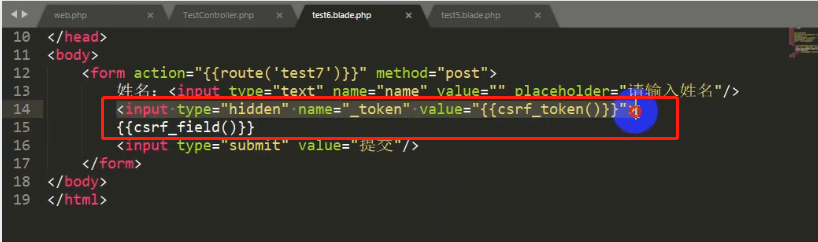 web.php TestController.php test6.blade.php test5.blade.php
10 </head>
11 <body>
12 <form action="{{route('test7')}}" method="post">
13 姓名：<input type="text" name="name" value="" placeholder="请输入姓名"/>
14 <input type="hidden" name="_token" value="{{csrf_token()}}"
15 {{csrf_field()}}
16 <input type="submit" value="提交"/>
17 </form>
18 </body>
19 </html>